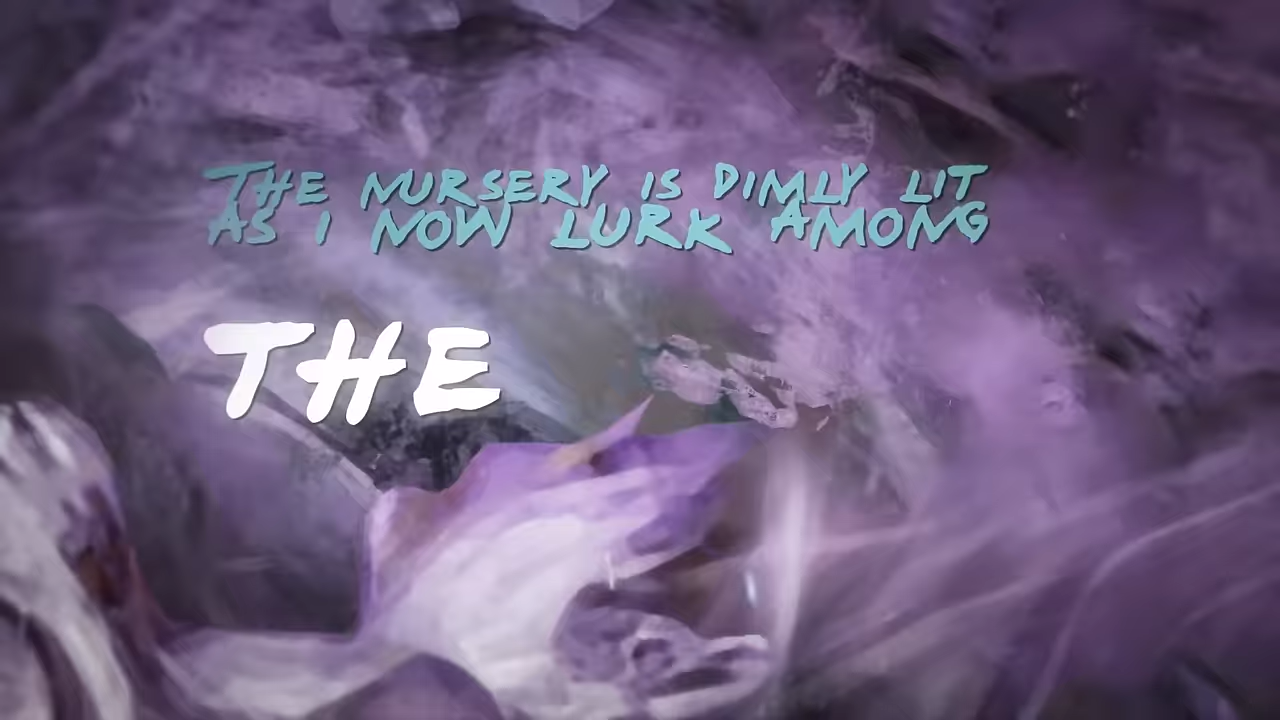 THE NURSERY IS DIMLY LIT
AS I NOW LURK AMONG
THE